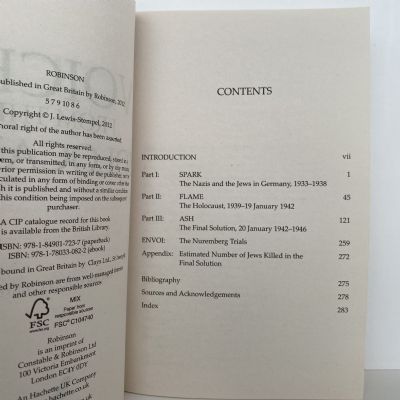 ROBINSON
published in Great Britain by Robinson, 2012
5 7 9 1 0 8 6
Copyright © J. Lewis-Stempel, 2012
moral right of the author has been asserted.
All rights reserved.
this publication may be reproduced, stored in a
em, or transmitted, in any form, or by any means,
prior permission in writing of the publisher, nor
culated in any form of binding or cover other than
h it is published and without a similar condition
this condition being imposed on the subsequent
purchaser.
A CIP catalogue record for this book
is available from the British Library.
ISBN: 978-1-84901-723-7 (paperback)
ISBN: 978-1-78033-082-2 (ebook)
bound in Great Britain by Clays Ltd.,
ed by Robinson are from well-managed forests
and other responsible sources
MIX
Paper from
responsible sources
FSC
FSC® C104740
Robinson
is an imprint of
Constable & Robinson Ltd
100 Victoria Embankment
London EC4Y 0DY
An Hachette UK Company
hachette.co.uk
CONTENTS
INTRODUCTION vii
Part I: SPARK 1
The Nazis and the Jews in Germany, 1933–1938
Part II: FLAME 45
The Holocaust, 1939–19 January 1942
Part III: ASH 121
The Final Solution, 20 January 1942–1946
ENVOI: The Nuremberg Trials 259
Appendix: Estimated Number of Jews Killed in the 272
Final Solution
Bibliography 275
Sources and Acknowledgements 278
Index 283